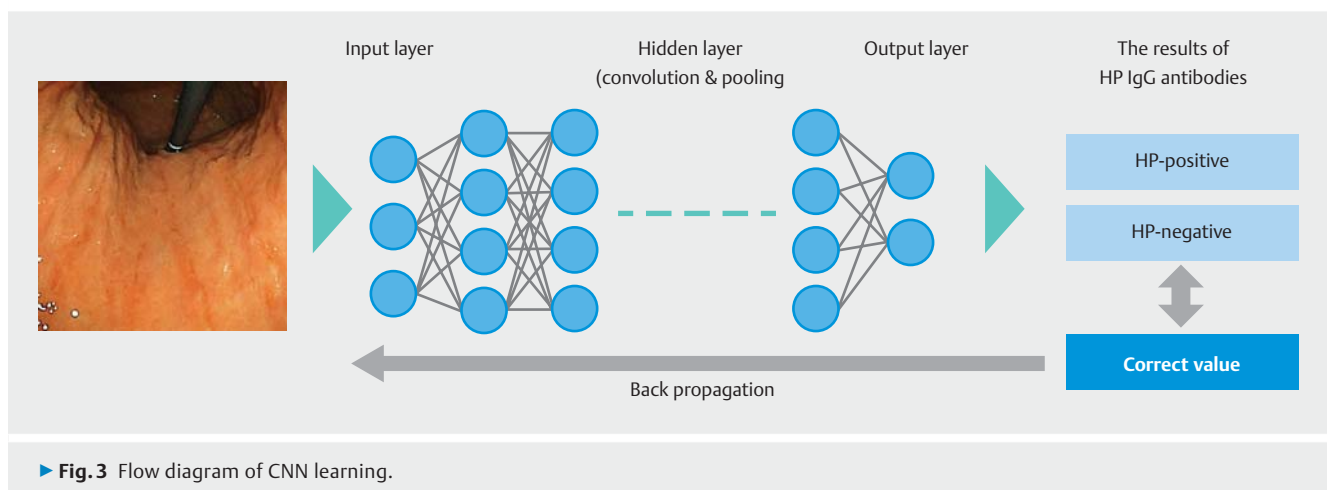 Input layer
Hidden layer
(convolution & pooling
Output layer
The results of
HP IgG antibodies
HP-positive
HP-negative
Correct value
Back propagation
▶ Fig. 3 Flow diagram of CNN learning.